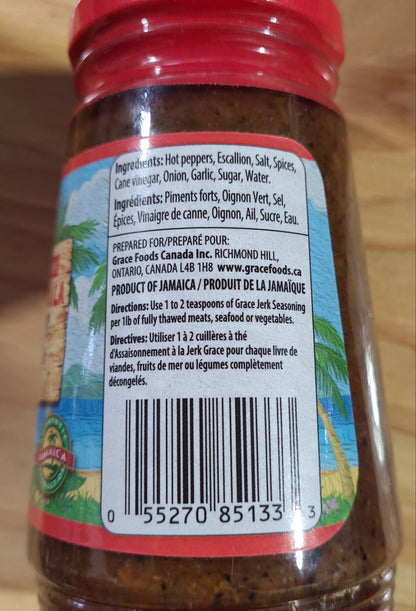 Ingredients: Hot peppers, Escallion, Salt, Spices,
Cane vinegar, Onion, Garlic, Sugar, Water.
Ingrédients: Piments forts, Oignon Vert, Sel,
Épices, Vinaigre de canne, Oignon, Ail, Sucre, Eau.
PREPARED FOR/PREPARÉ POUR:
Grace Foods Canada Inc. RICHMOND HILL,
ONTARIO, CANADA L4B 1H8 www.gracefoods.ca
PRODUCT OF JAMAICA / PRODUIT DE LA JAMAÏQUE
Directions: Use 1 to 2 teaspoons of Grace Jerk Seasoning
per 1lb of fully thawed meats, seafood or vegetables.
Directives: Utiliser 1 à 2 cuillères à thé
d'Assaisonnement à la Jerk Grace pour chaque livre de
viandes, fruits de mer ou légumes complètement
décongelés.
0 55270 85133 3
JAMAICA